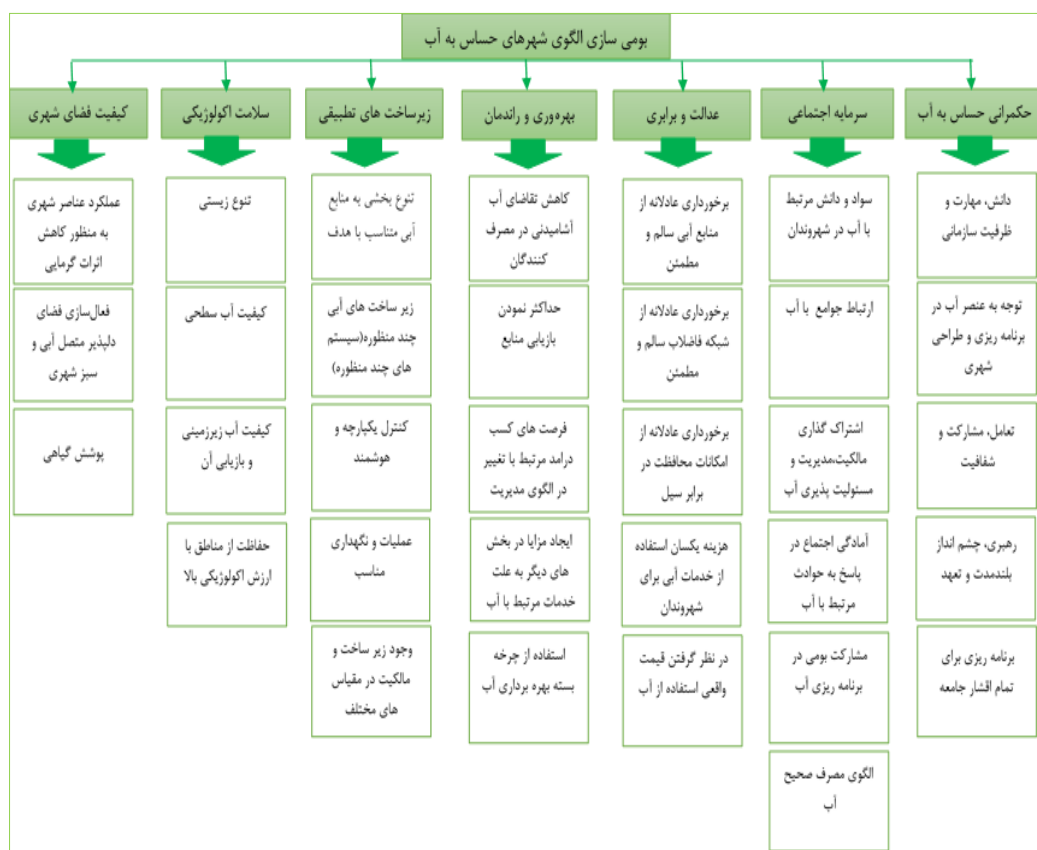 بومی سازی الگوی شهرهای حساس به آب
حکمرانی حساس به آب
دانش، مهارت و
ظرفیت سازمانی
توجه به عنصر آب در
برنامه ریزی و طراحی
شهری
تعامل، مشارکت و
شفافیت
رهبری، چشم انداز
بلندمدت و تعهد
برنامه ریزی برای
تمام اقشار جامعه
سرمایه اجتماعی
سواد و دانش مرتبط
با آب در شهروندان
ارتباط جوامع با آب
اشتراک گذاری
مالکیت،مدیریت و
مسئولیت پذیری آب
آمادگی اجتماع در
پاسخ به حوادث
مرتبط با آب
مشارکت بومی در
برنامه ریزی آب
الگوی مصرف صحیح
آب
عدالت و برابری
برخورداری عادلانه از
منابع آبی سالم و
مطمئن
برخورداری عادلانه از
شبکه فاضلاب سالم و
مطمئن
برخورداری عادلانه از
امکانات محافظت در
برابر سیل
هزینه یکسان استفاده
از خدمات آبی برای
شهروندان
در نظر گرفتن قیمت
واقعی استفاده از آب
بهره‌وری و راندمان
کاهش تقاضای آب
آشامیدنی در مصرف
کنندگان
حداکثر نمودن
بازیابی منابع
فرصت های کسب
درامد مرتبط با تغییر
در الگوی مدیریت
ایجاد مزایا در بخش
های دیگر به علت
خدمات مرتبط با آب
استفاده از چرخه
بسته بهره برداری آب
زیرساخت های تطبیقی
تنوع بخشی به منابع
آبی متناسب با هدف
زیر ساخت های آبی
چند منظوره(سیستم
های چند منظوره)
کنترل یکپارچه و
هوشمند
عملیات و نگهداری
مناسب
وجود زیر ساخت و
مالکیت در مقیاس
های مختلف
سلامت اکولوژیکی
تنوع زیستی
کیفیت آب سطحی
کیفیت آب زیرزمینی
و بازیابی آن
حفاظت از مناطق با
ارزش اکولوژیکی بالا
کیفیت فضای شهری
عملکرد عناصر شهری
به منظور کاهش
اثرات گرمایی
فعال‌سازی فضای
دلپذیر متصل آبی و
سبز شهری
پوشش گیاهی